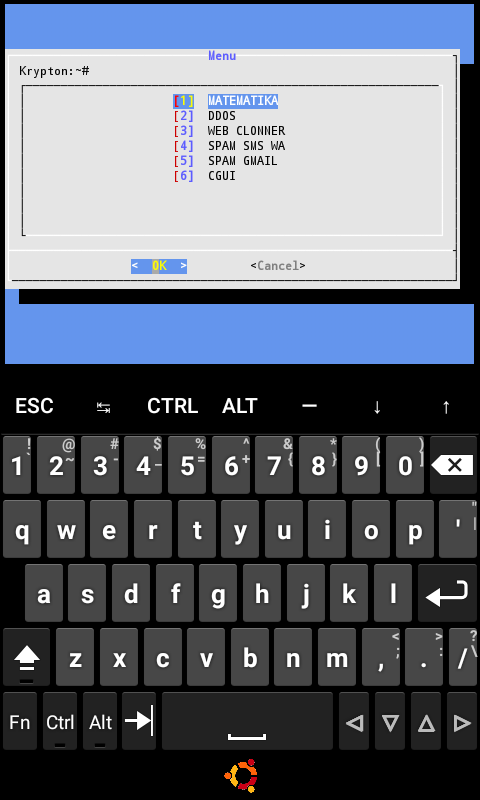 Menu
Krypton:~#
[1] MATEMATIKA
[2] DDOS
[3] WEB CLONNER
[4] SPAM SMS WA
[5] SPAM GMAIL
[6] CGUI
< OK > <Cancel>
ESC ↹ CTRL ALT — ↓ ↑
! @ # $ % ^ & * ( )
1 2 ~ 3 - 4 _ 5 = 6 + 7 { 8 } 9 [ 0 ]
q w e r t y u i o p ' " |
a s d f g h j k l
z x c v b n m , < ; . > : / ? \
Fn Ctrl Alt